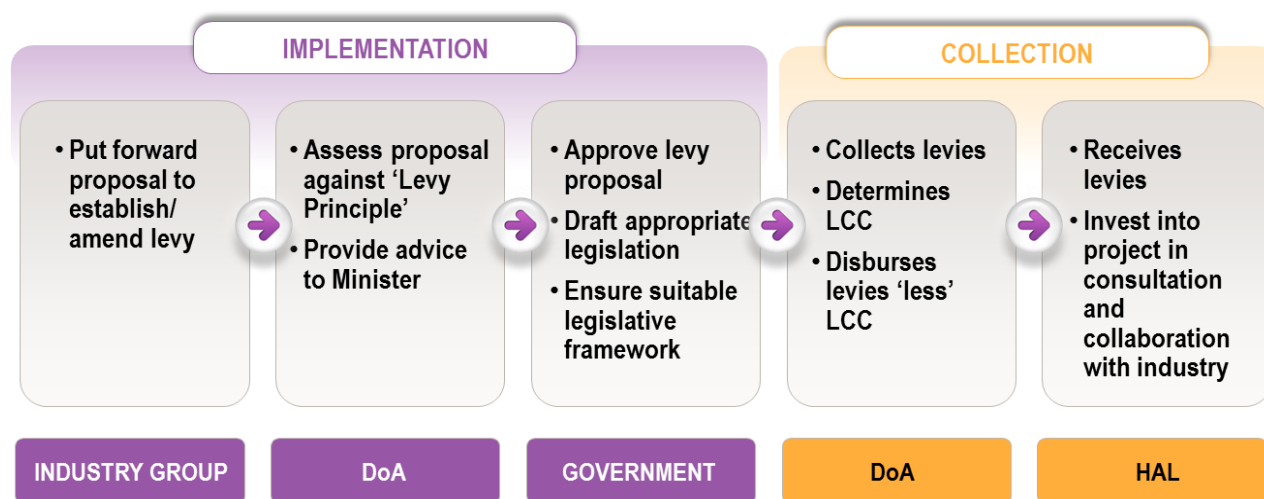 IMPLEMENTATION
COLLECTION
• Put forward
proposal to
establish/
amend levy
• Assess proposal
against ‘Levy
Principle’
• Provide advice
to Minister
• Approve levy
proposal
• Draft appropriate
legislation
• Ensure suitable
legislative
framework
• Collects levies
• Determines
LCC
• Disburses
levies ‘less’
LCC
• Receives
levies
• Invest into
project in
consultation
and
collaboration
with industry
INDUSTRY GROUP
DoA
GOVERNMENT
DoA
HAL